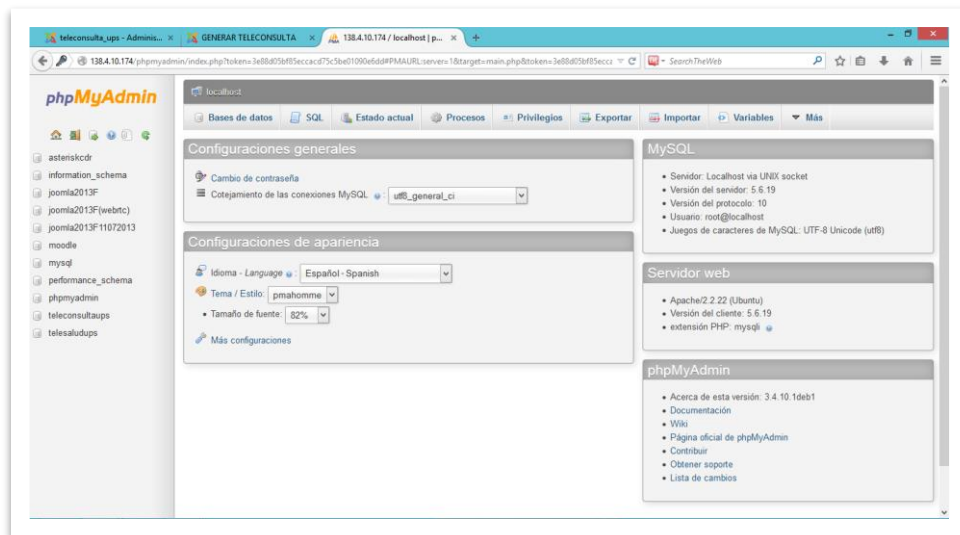 teleconsulta_ups - Adminis... ×
GENERAR TELECONSULTA ×
138.4.10.174 / localhost | p... ×
138.4.10.174/phpmyadmin/index.php?token=3e88d05bf85eccacd75c5be01090e6dd#PMAURL:server=1&target=main.php&token=3e88d05bf85ecc
SearchTheWeb
phpMyAdmin
asteriskcdr
information_schema
joomla2013F
joomla2013F(webrtc)
joomla2013F11072013
moodle
mysql
performance_schema
phpmyadmin
teleconsultaups
telesaludups
localhost
Bases de datos SQL Estado actual Procesos Privilegios Exportar Importar Variables Más
Configuraciones generales
Cambio de contraseña
Cotejamiento de las conexiones MySQL : utf8_general_ci
Configuraciones de apariencia
Idioma - Language : Español - Spanish
Tema / Estilo: pmahomme
• Tamaño de fuente: 82%
Más configuraciones
MySQL
• Servidor: Localhost via UNIX socket
• Versión del servidor: 5.6.19
• Versión del protocolo: 10
• Usuario: root@localhost
• Juegos de caracteres de MySQL: UTF-8 Unicode (utf8)
Servidor web
• Apache/2.2.22 (Ubuntu)
• Versión del cliente: 5.6.19
• extensión PHP: mysqli
phpMyAdmin
• Acerca de esta versión: 3.4.10.1deb1
• Documentación
• Wiki
• Página oficial de phpMyAdmin
• Contribuir
• Obtener soporte
• Lista de cambios